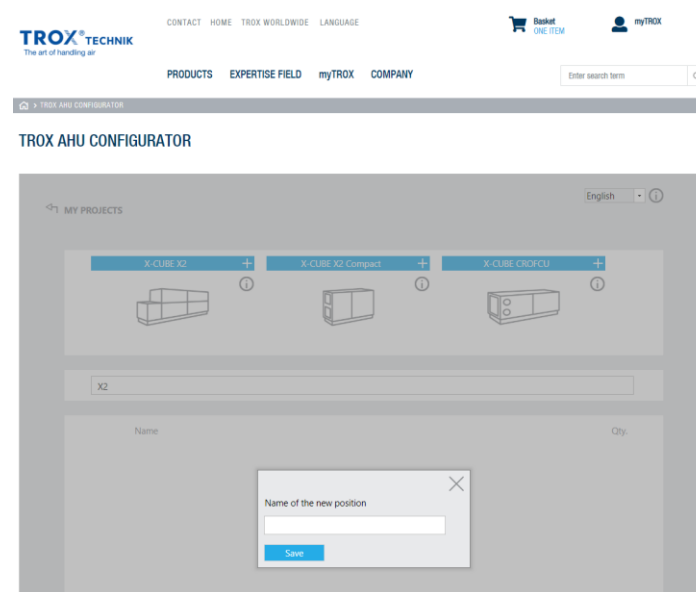 CONTACT HOME TROX WORLDWIDE LANGUAGE
Basket
ONE ITEM
myTROX
TROX® TECHNIK
The art of handling air
PRODUCTS EXPERTISE FIELD myTROX COMPANY
Enter search term
> TROX AHU CONFIGURATOR
TROX AHU CONFIGURATOR
English
MY PROJECTS
X-CUBE X2 X-CUBE X2 Compact X-CUBE CROFCU
X2
Name Qty.
Name of the new position
Save